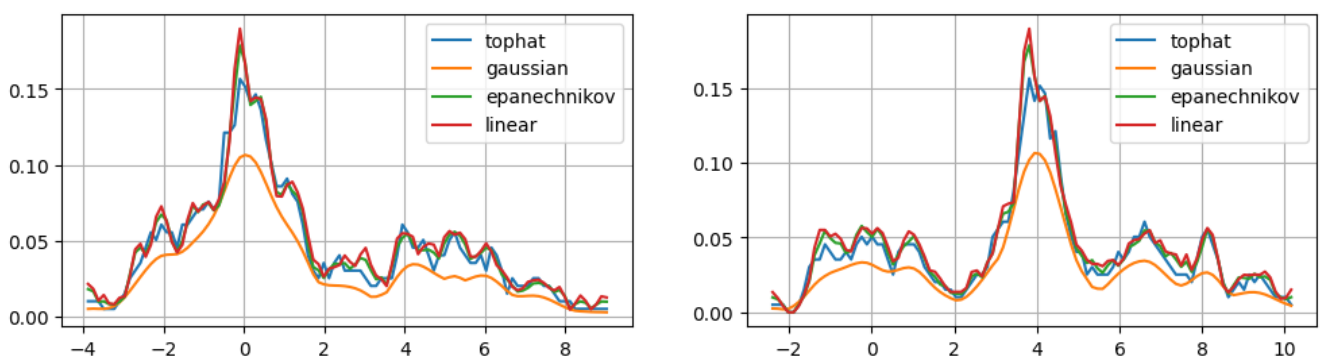 0.15
0.10
0.05
0.00
−4 −2 0 2 4 6 8
tophat
gaussian
epanechnikov
linear
0.15
0.10
0.05
0.00
−2 0 2 4 6 8 10
tophat
gaussian
epanechnikov
linear